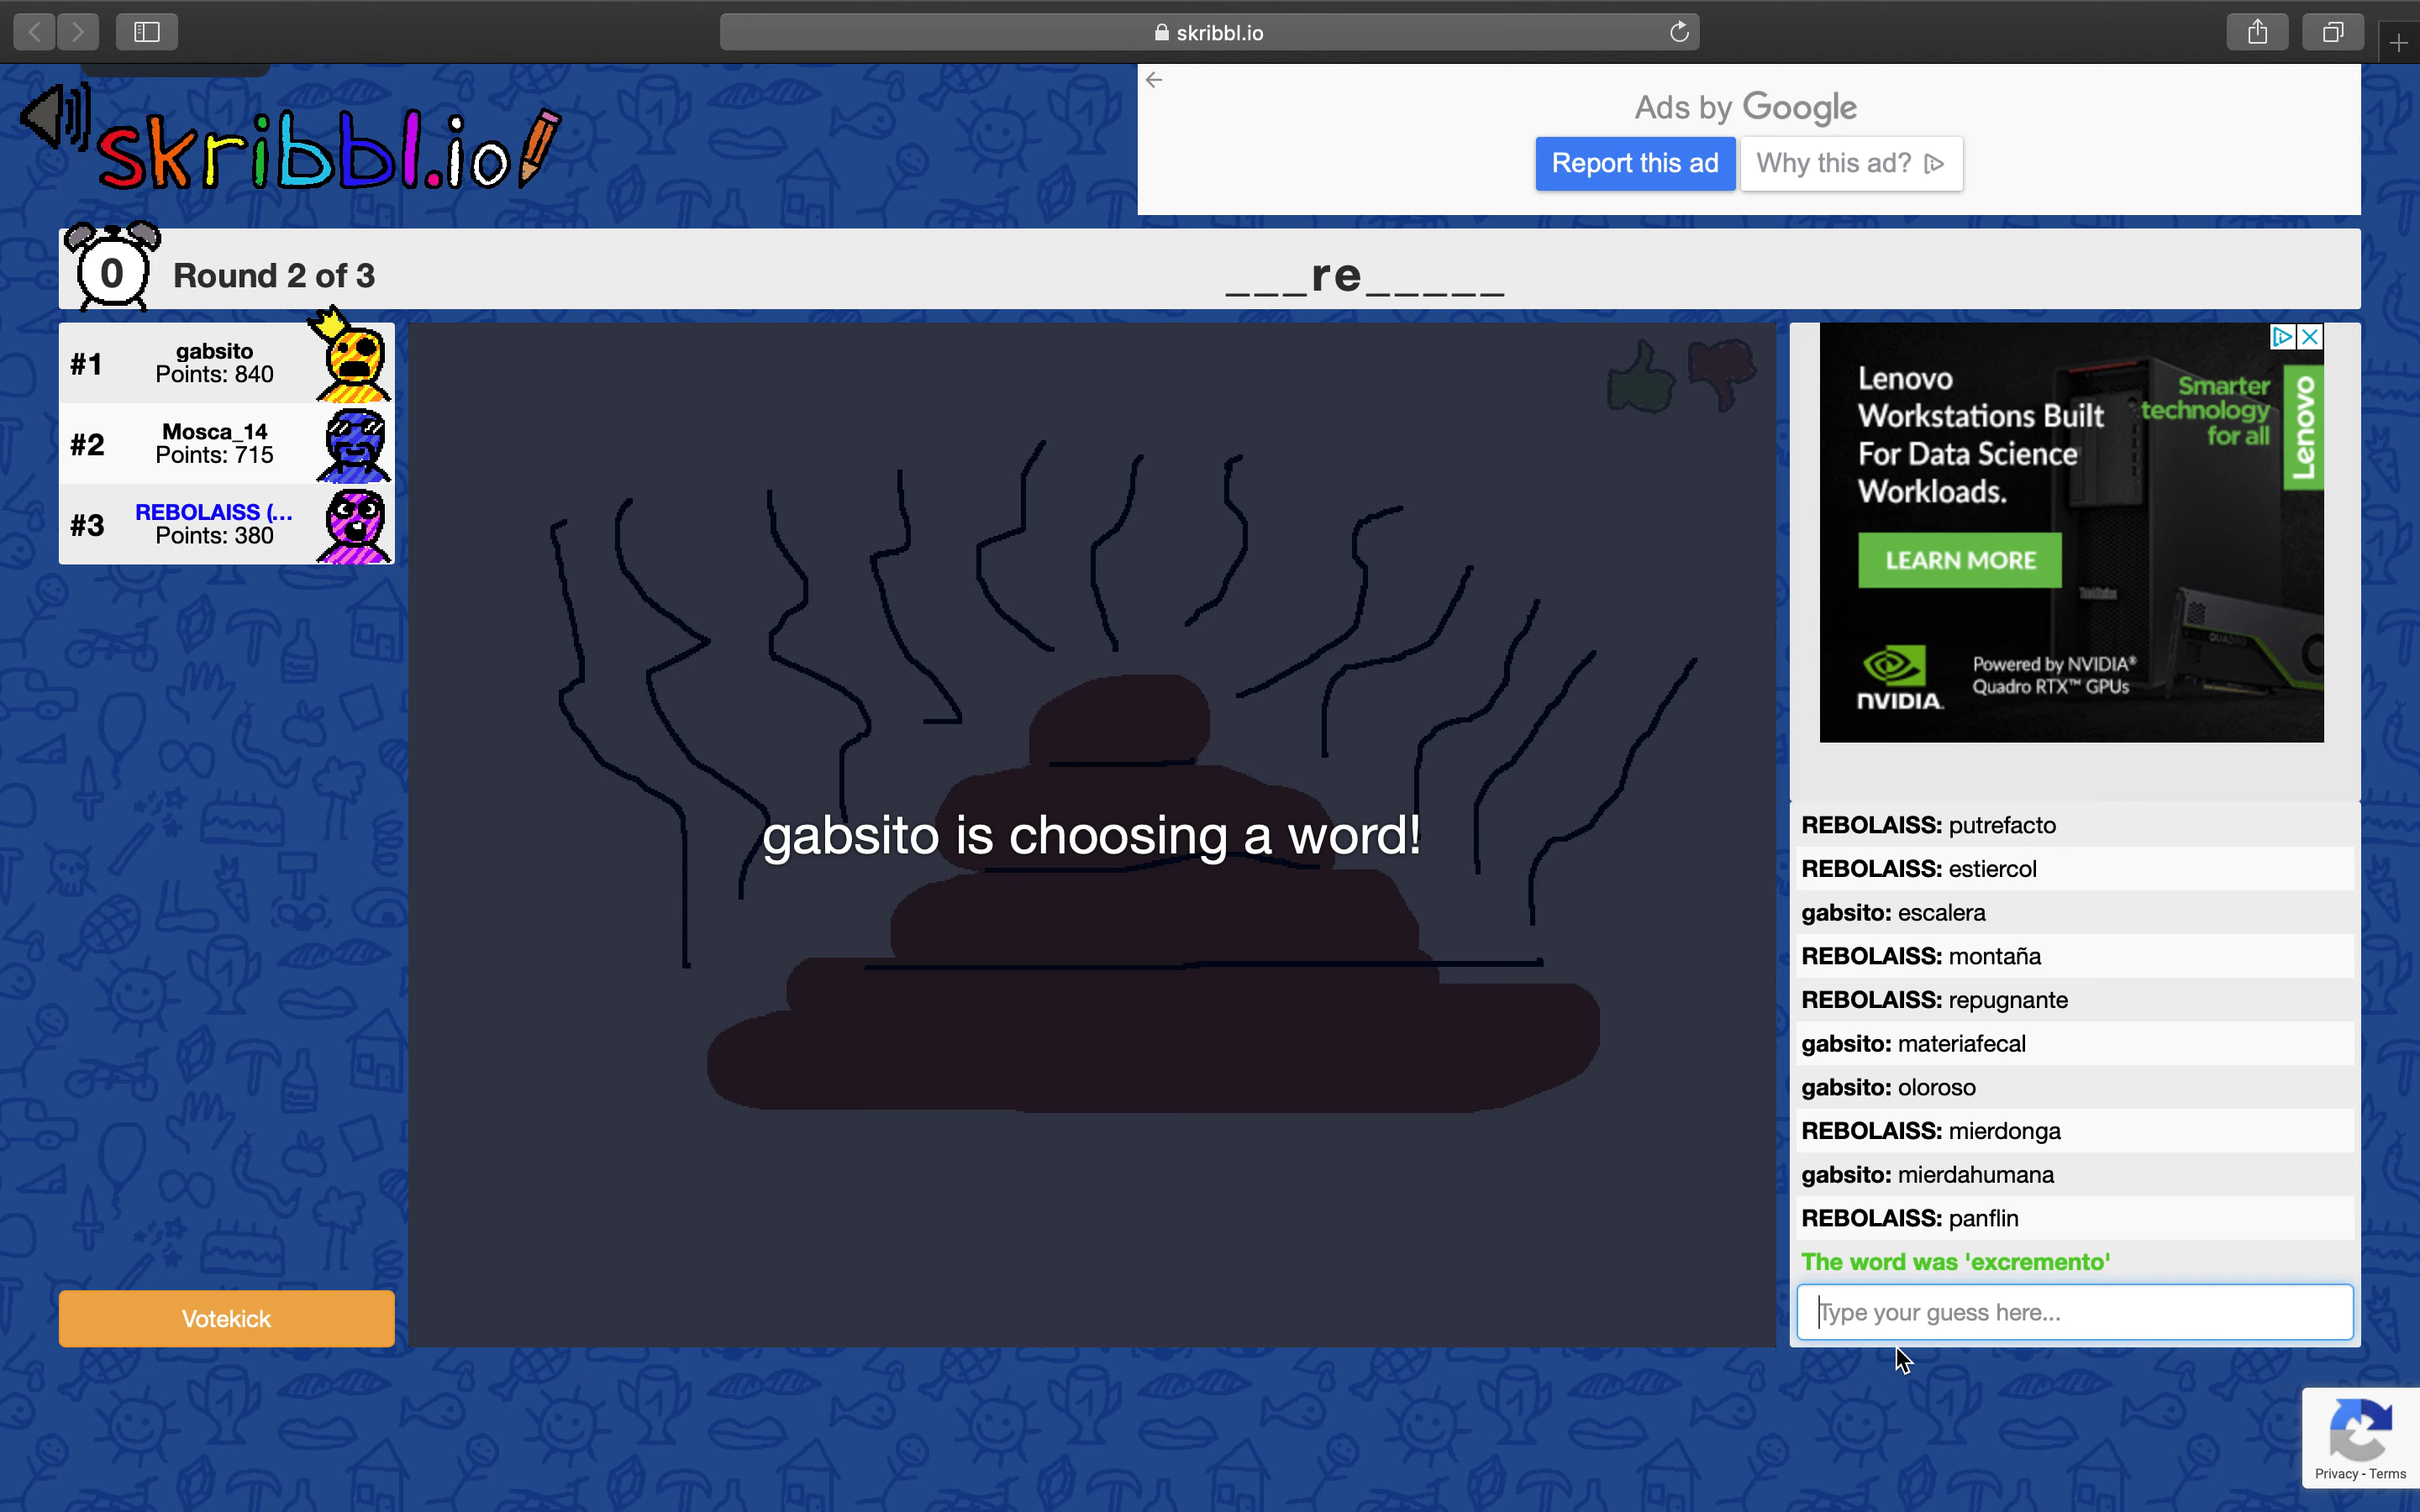 skribbl.io
skribbl.io
Ads by Google
Report this ad
Why this ad?
0
Round 2 of 3
___re_____
#1
gabsito
Points: 840
#2
Mosca_14
Points: 715
#3
REBOLAISS (...
Points: 380
Votekick
gabsito is choosing a word!
Lenovo
Workstations Built
For Data Science
Workloads.
Smarter
technology
for all
Lenovo
LEARN MORE
NVIDIA.
Powered by NVIDIA®
Quadro RTX™ GPUs
REBOLAISS: putrefacto
REBOLAISS: estiercol
gabsito: escalera
REBOLAISS: montaña
REBOLAISS: repugnante
gabsito: materiafecal
gabsito: oloroso
REBOLAISS: mierdonga
gabsito: mierdahumana
REBOLAISS: panflin
The word was 'excremento'
Type your guess here...
Privacy - Terms